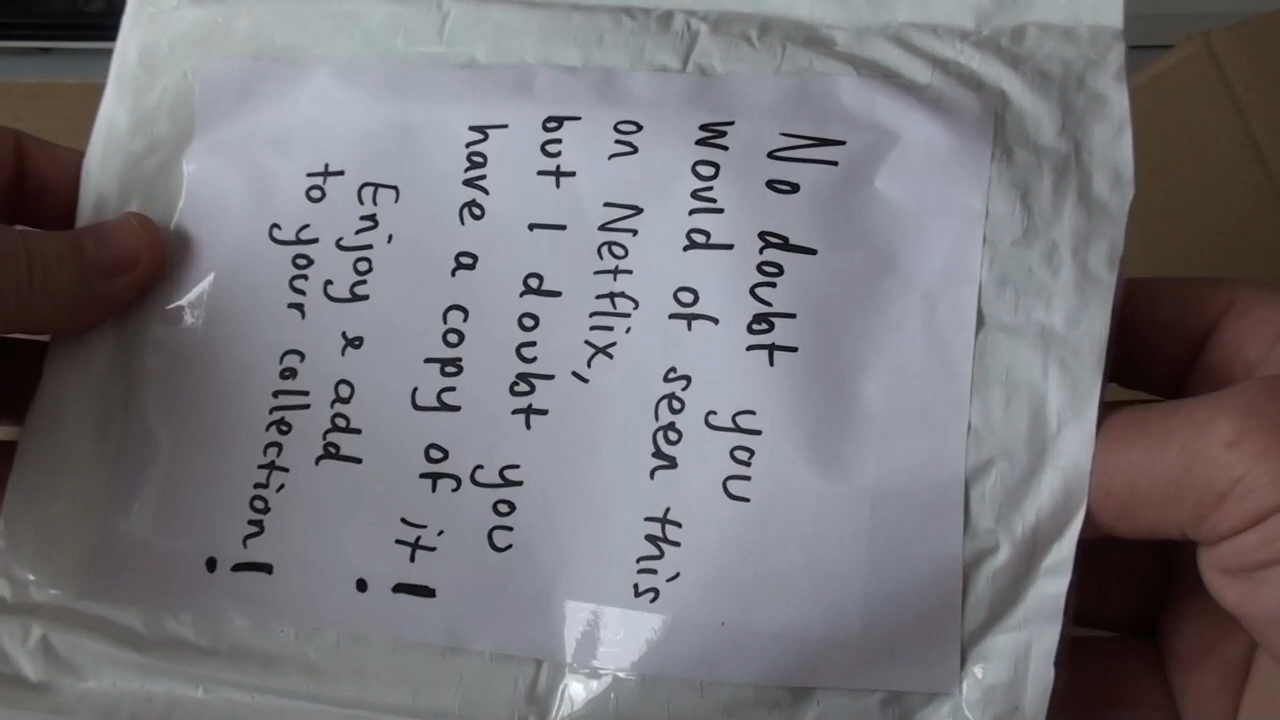 No doubt you
would of seen this
on Netflix,
but I doubt you
have a copy of it!
Enjoy & add
to your collection!